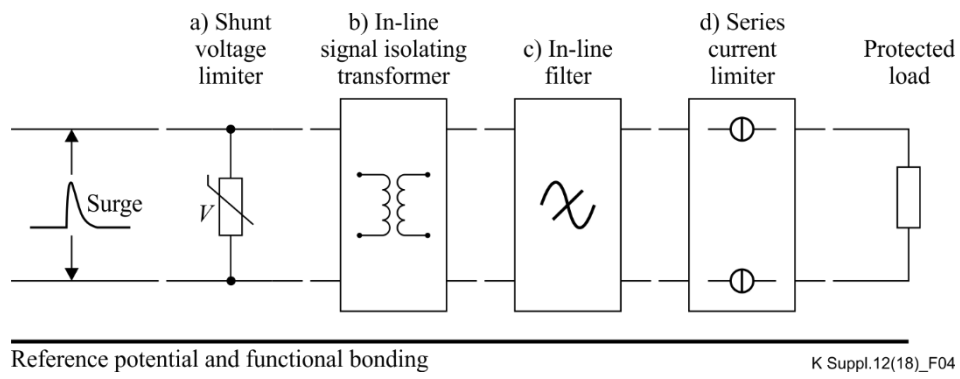 a) Shunt
voltage
limiter
b) In-line
signal isolating
transformer
c) In-line
filter
d) Series
current
limiter
Protected
load
Surge
V
Reference potential and functional bonding
K Suppl.12(18)_F04